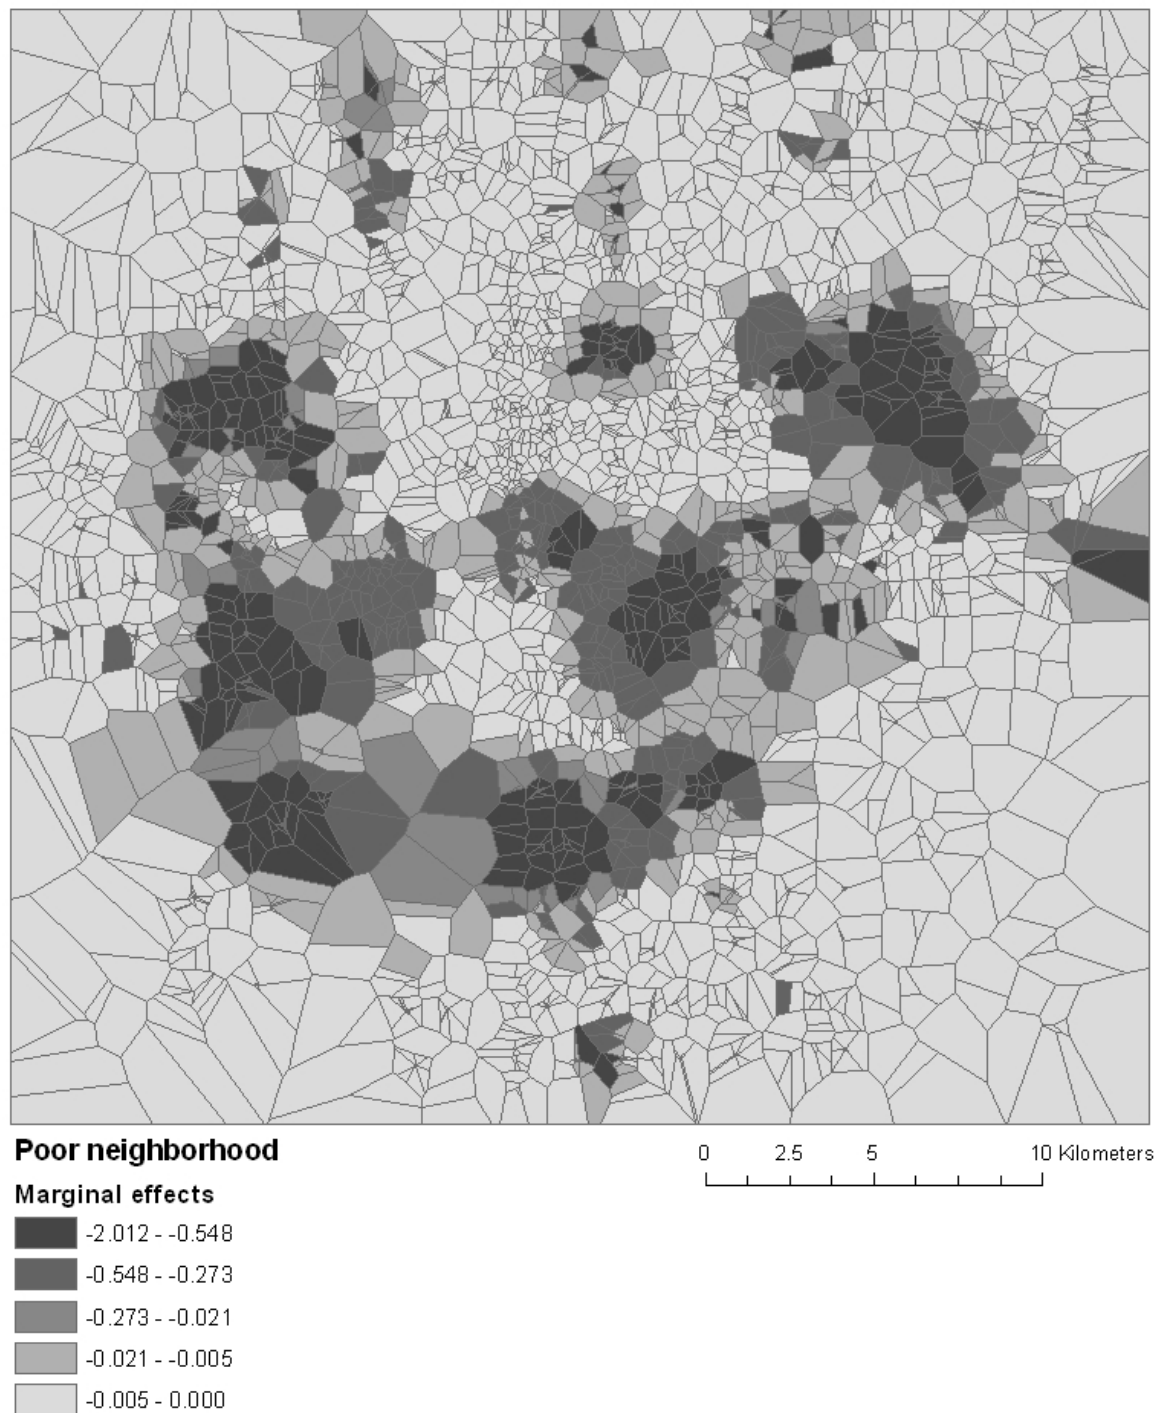 Poor neighborhood
0 2.5 5 10 Kilometers
Marginal effects
-2.012 - -0.548
-0.548 - -0.273
-0.273 - -0.021
-0.021 - -0.005
-0.005 - 0.000